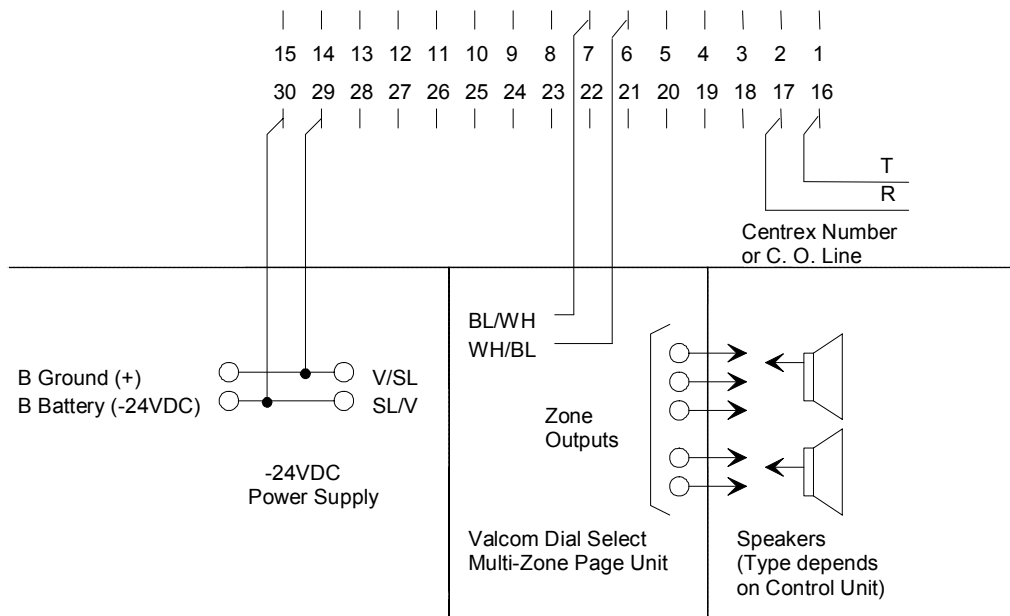 15 14 13 12 11 10 9 8 7 6 5 4 3 2 1
30 29 28 27 26 25 24 23 22 21 20 19 18 17 16
T
R
Centrex Number
or C. O. Line
BL/WH
WH/BL
B Ground (+)
V/SL
B Battery (-24VDC)
SL/V
Zone
Outputs
-24VDC
Power Supply
Valcom Dial Select
Multi-Zone Page Unit
Speakers
(Type depends
on Control Unit)